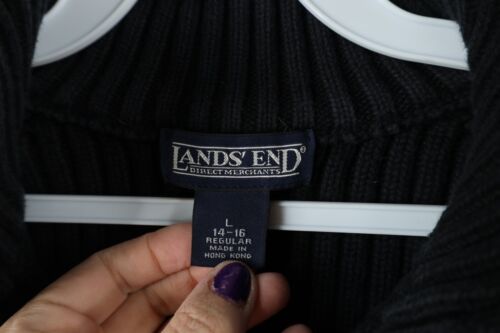 LANDS' END®
DIRECT MERCHANTS
L
14-16
REGULAR
MADE IN
HONG KONG